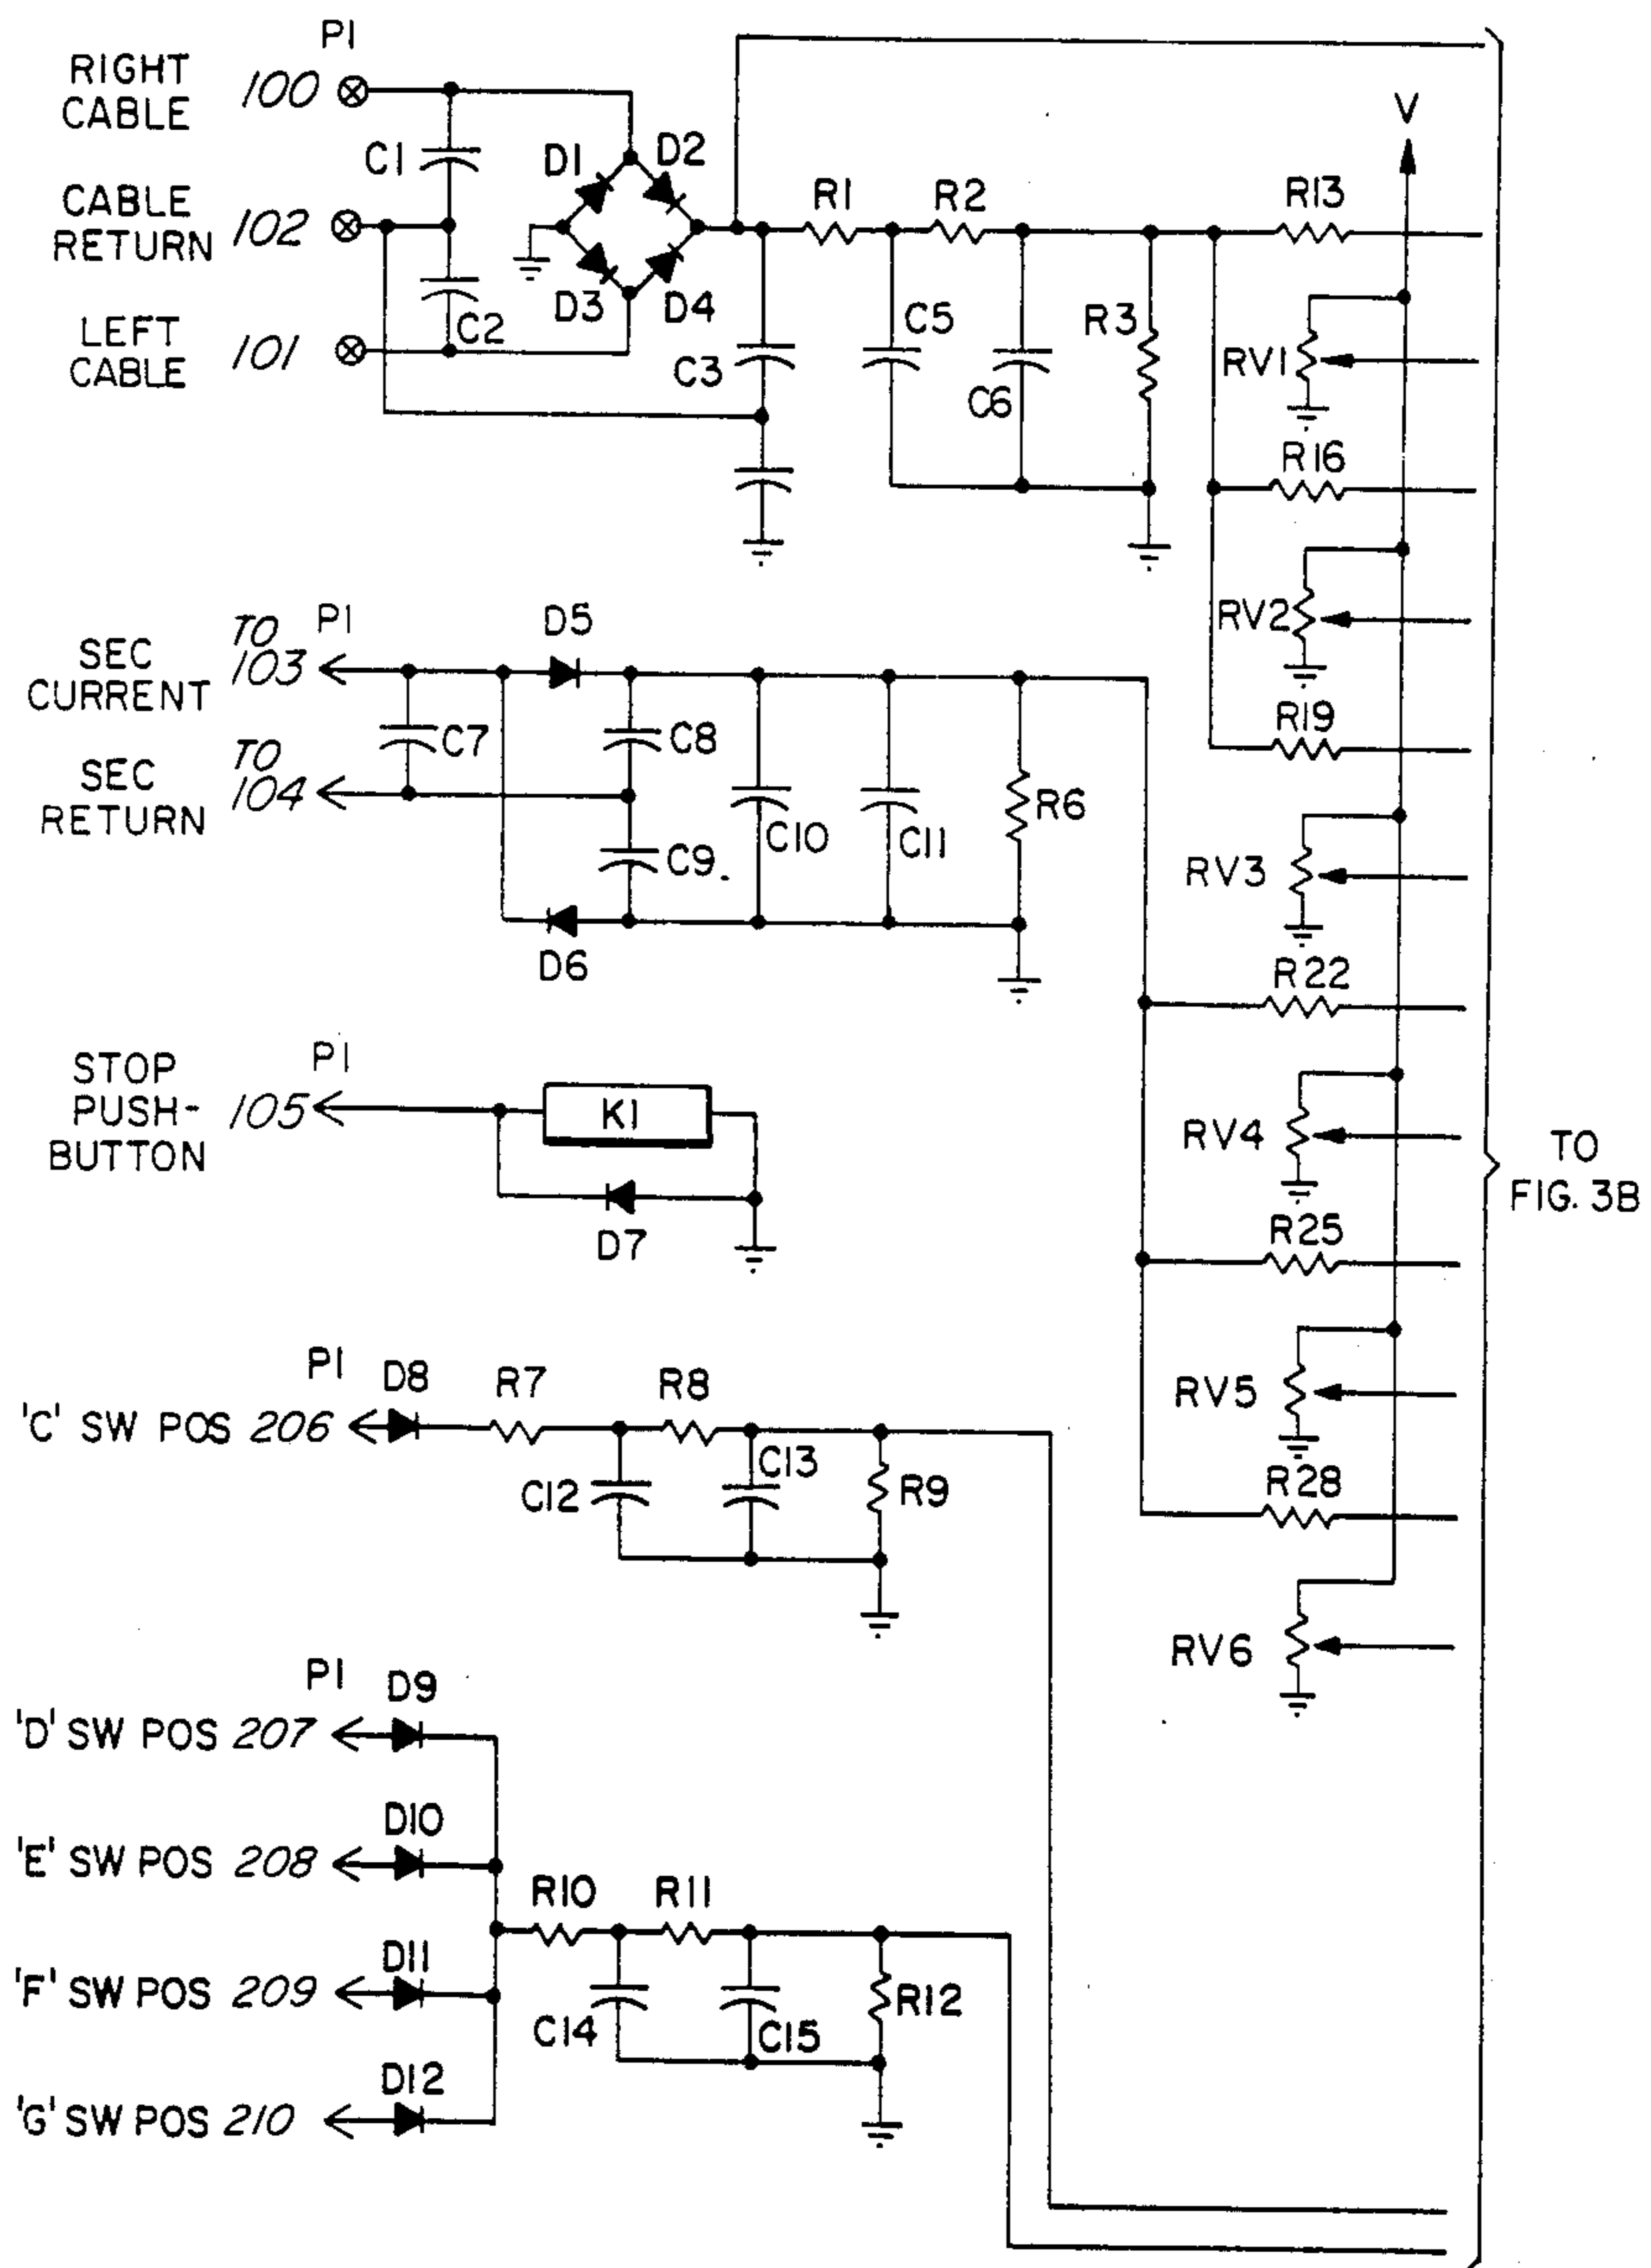 P1
RIGHT
CABLE
100
C1
D1
D2
CABLE
RETURN
102
R1
R2
R13
V
C2
D3
D4
LEFT
CABLE
101
C3
C5
C6
R3
RV1
R16
RV2
R19
SEC
CURRENT
TO
103
P1
D5
C7
C8
SEC
RETURN
TO
104
C9
C10
C11
R6
D6
RV3
R22
STOP
PUSH-
BUTTON
105
P1
K1
D7
RV4
R25
TO
FIG. 3B
'C' SW POS 206
P1
D8
R7
R8
C12
C13
R9
RV5
R28
RV6
P1
'D' SW POS 207
D9
'E' SW POS 208
D10
R10
R11
'F' SW POS 209
D11
C14
C15
R12
'G' SW POS 210
D12